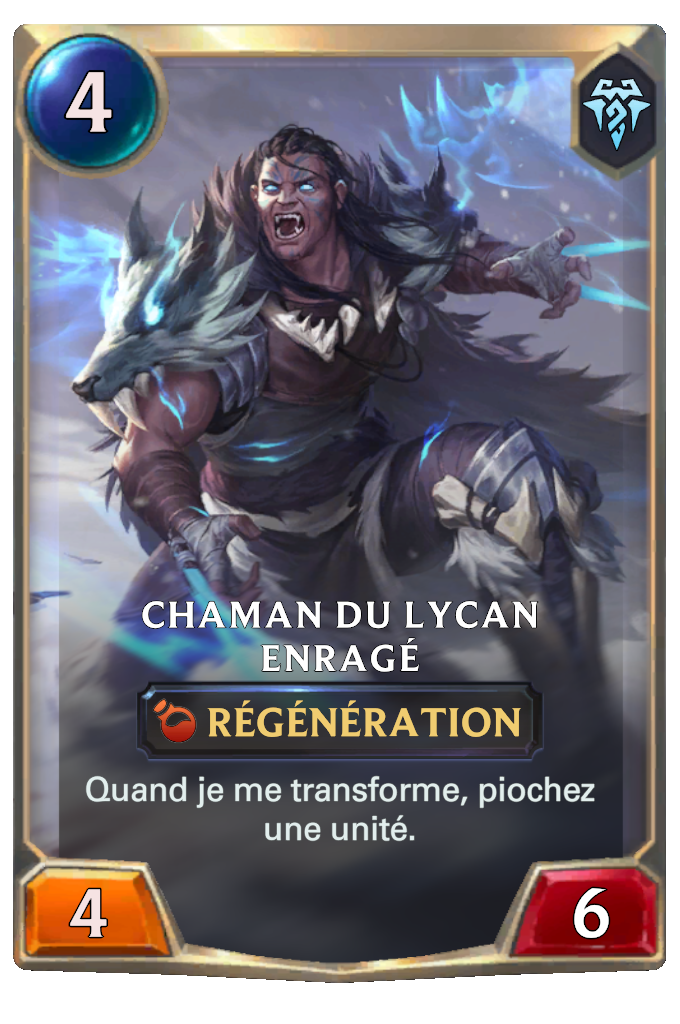 4
CHAMAN DU LYCAN
ENRAGÉ
RÉGÉNÉRATION
Quand je me transforme, piochez
une unité.
4
6